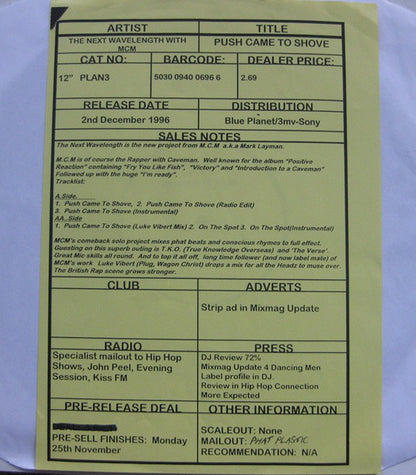 ARTIST
TITLE
THE NEXT WAVELENGTH WITH
MCM
PUSH CAME TO SHOVE
CAT NO:
BARCODE:
DEALER PRICE:
12" PLAN3
5030 0940 0696 6
2.69
RELEASE DATE
DISTRIBUTION
2nd December 1996
Blue Planet/3mv-Sony
SALES NOTES
The Next Wavelength is the new project from M.C.M a.k.a Mark Layman.
M.C.M is of course the Rapper with Caveman. Well known for the album "Positive
Reaction" containing "Fry You Like Fish", "Victory" and "Introduction to a Caveman"
Followed up with the huge "I'm ready".
Tracklist:
A.Side.
1. Push Came To Shove, 2. Push Came To Shove (Radio Edit)
3. Push Came To Shove (Instrumental)
AA. Side
1. Push Came To Shove (Luke Vibert Mix) 2. On The Spot 3. On The Spot(Instrumental)
MCM's comeback solo project mixes phat beats and conscious rhymes to full effect.
Guesting on this superb outing is T.K.O. (True Knowledge Overseas) and 'The Verse'.
Great Mic skills all round. And to top it all off, long time follower (and now label mate) of
MCM's work Luke Vibert (Plug, Wagon Christ) drops a mix for all the Headz to muse over.
The British Rap scene grows stronger.
CLUB
ADVERTS
Strip ad in Mixmag Update
RADIO
PRESS
Specialist mailout to Hip Hop
Shows, John Peel, Evening
Session, Kiss FM
DJ Review 72%
Mixmag Update 4 Dancing Men
Label profile in DJ.
Review in Hip Hop Connection
More Expected
PRE-RELEASE DEAL
OTHER INFORMATION
PRE-SELL FINISHES: Monday
25th November
SCALEOUT: None
MAILOUT: PHAT PLASTIC
RECOMMENDATION: N/A